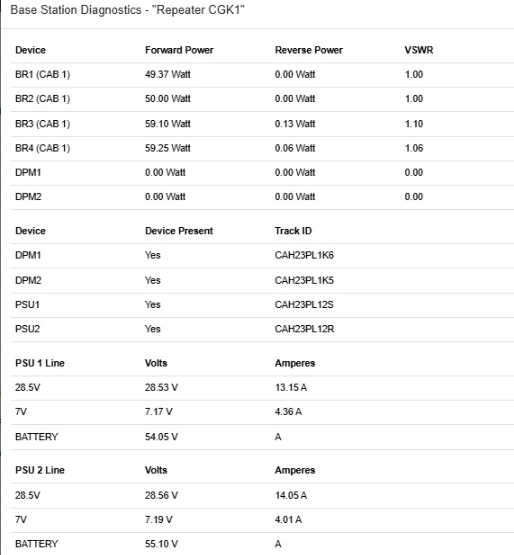 Base Station Diagnostics - "Repeater CGK1"
Device Forward Power Reverse Power VSWR
BR1 (CAB 1) 49.37 Watt 0.00 Watt 1.00
BR2 (CAB 1) 50.00 Watt 0.00 Watt 1.00
BR3 (CAB 1) 59.10 Watt 0.13 Watt 1.10
BR4 (CAB 1) 59.25 Watt 0.06 Watt 1.06
DPM1 0.00 Watt 0.00 Watt 0.00
DPM2 0.00 Watt 0.00 Watt 0.00
Device Device Present Track ID
DPM1 Yes CAH23PL1K6
DPM2 Yes CAH23PL1K5
PSU1 Yes CAH23PL12S
PSU2 Yes CAH23PL12R
PSU 1 Line Volts Amperes
28.5V 28.53 V 13.15 A
7V 7.17 V 4.36 A
BATTERY 54.05 V A
PSU 2 Line Volts Amperes
28.5V 28.56 V 14.05 A
7V 7.19 V 4.01 A
BATTERY 55.10 V A